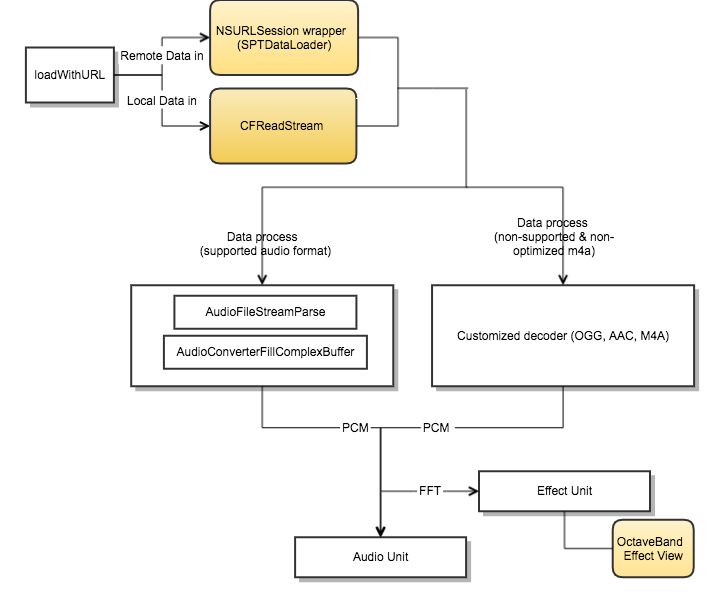 NSURLSession wrapper
(SPTDataLoader)
Remote Data in
loadWithURL
Local Data in
CFReadStream
Data process
(supported audio format)
Data process
(non-supported & non-
optimized m4a)
AudioFileStreamParse
AudioConverterFillComplexBuffer
Customized decoder (OGG, AAC, M4A)
PCM
PCM
FFT
Effect Unit
OctaveBand
Effect View
Audio Unit